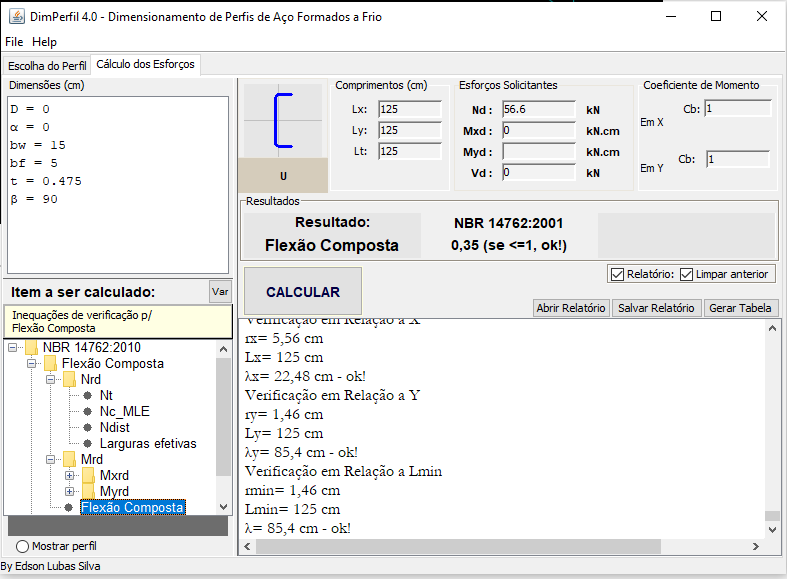 DimPerfil 4.0 - Dimensionamento de Perfis de Aço Formados a Frio
File Help
Escolha do Perfil Cálculo dos Esforços
Dimensões (cm)
D = 0
α = 0
bw = 15
bf = 5
t = 0.475
β = 90
U
Comprimentos (cm)
Lx: 125
Ly: 125
Lt: 125
Esforços Solicitantes
Nd : 56.6 kN
Mxd : 0 kN.cm
Myd : kN.cm
Vd : 0 kN
Coeficiente de Momento
Em X Cb: 1
Em Y Cb: 1
Resultados
Resultado: NBR 14762:2001
Flexão Composta 0,35 (se <=1, ok!)
Item a ser calculado: Var
Inequações de verificação p/
Flexão Composta
NBR 14762:2010
Flexão Composta
Nrd
Nt
Nc_MLE
Ndist
Larguras efetivas
Mrd
Mxrd
Myrd
Flexão Composta
Mostrar perfil
CALCULAR
Relatório: Limpar anterior
Abrir Relatório Salvar Relatório Gerar Tabela
Verificação em Relação a X
rx= 5,56 cm
Lx= 125 cm
λx= 22,48 cm - ok!
Verificação em Relação a Y
ry= 1,46 cm
Ly= 125 cm
λy= 85,4 cm - ok!
Verificação em Relação a Lmin
rmin= 1,46 cm
Lmin= 125 cm
λ= 85,4 cm - ok!
By Edson Lubas Silva